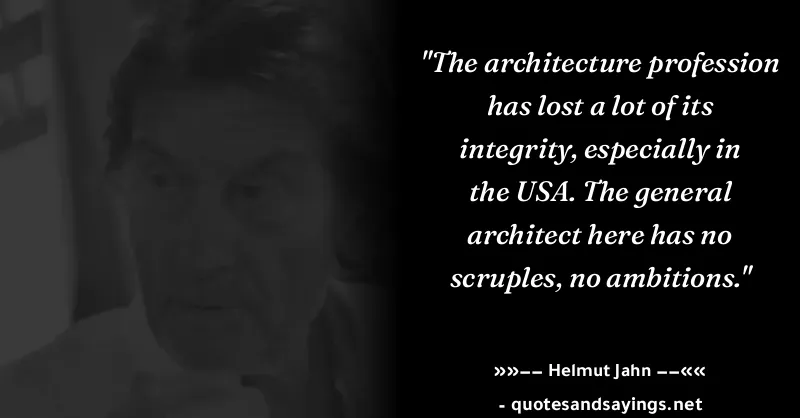 "The architecture profession
has lost a lot of its
integrity, especially in
the USA. The general
architect here has no
scruples, no ambitions."
»»−− Helmut Jahn −−««
- quotesandsayings.net